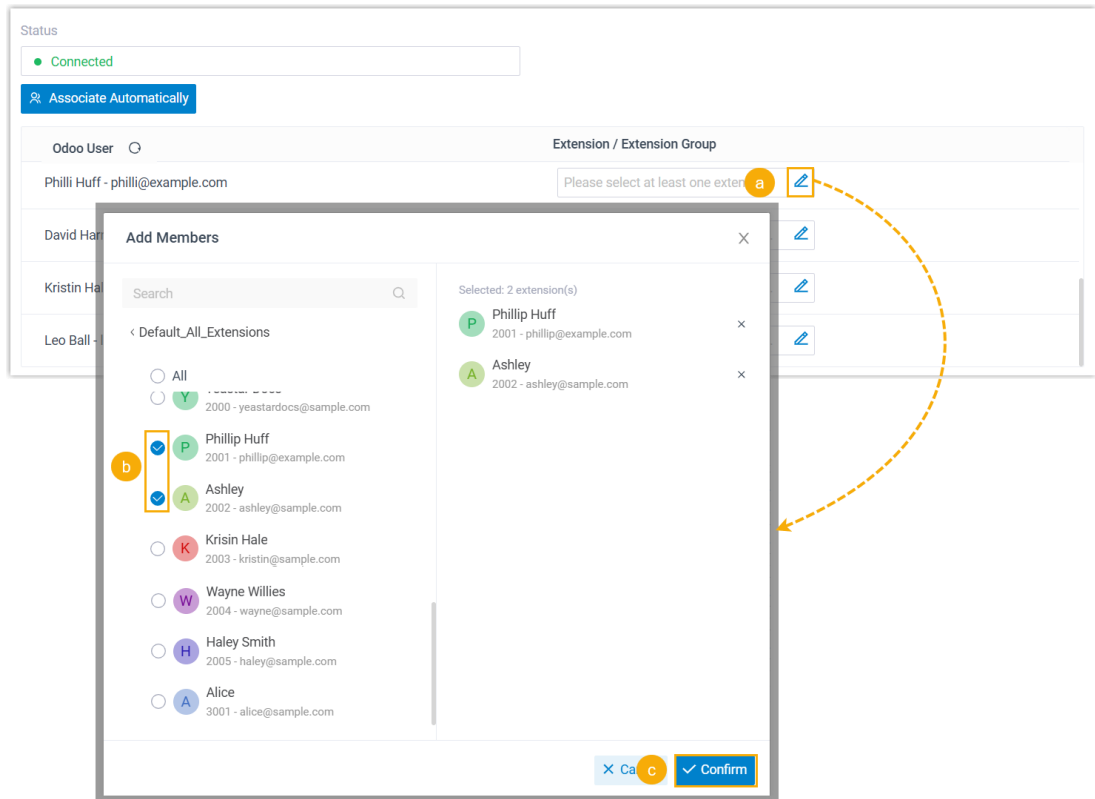 Status
Connected
Associate Automatically
Odoo User
Extension / Extension Group
Philli Huff - philli@example.com
Please select at least one exten
a
David Har
Kristin Ha
Leo Ball -
Add Members
Search
Default_All_Extensions
All
Y
2000 - yeastardocs@sample.com
b
P
Phillip Huff
2001 - phillip@example.com
A
Ashley
2002 - ashley@sample.com
K
Krisin Hale
2003 - kristin@sample.com
W
Wayne Willies
2004 - wayne@sample.com
H
Haley Smith
2005 - haley@sample.com
A
Alice
3001 - alice@sample.com
Selected: 2 extension(s)
P
Phillip Huff
2001 - phillip@example.com
A
Ashley
2002 - ashley@sample.com
Ca
c
Confirm